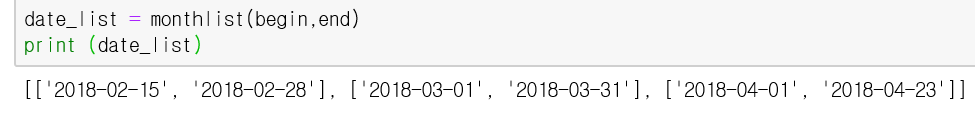 date_list = monthlist(begin,end)
print (date_list)
[['2018-02-15', '2018-02-28'], ['2018-03-01', '2018-03-31'], ['2018-04-01', '2018-04-23']]